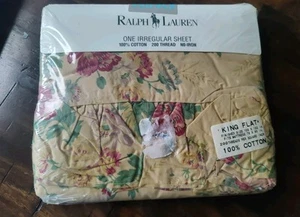 RALPH LAUREN
ONE IRREGULAR SHEET
100% COTTON 200 THREAD NO-IRON
KING FLAT
100% COTTON